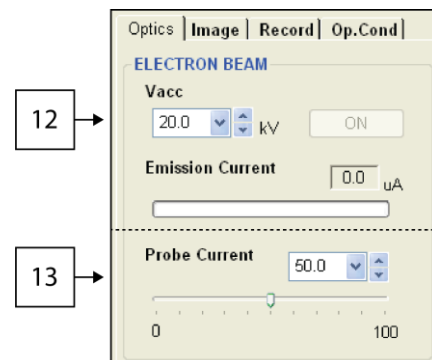 Optics | Image | Record | Op.Cond |
ELECTRON BEAM
Vacc
12
20.0 kV ON
Emission Current
0.0 uA
Probe Current
13
50.0
0 100